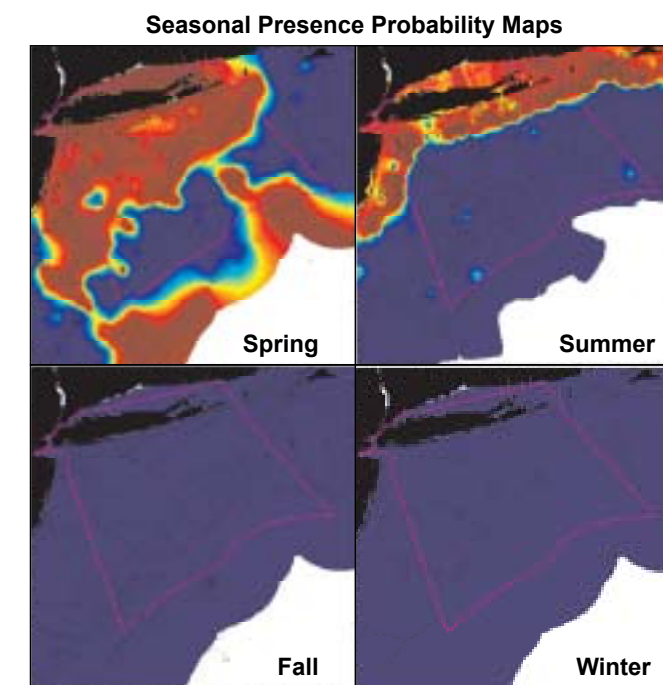 Seasonal Presence Probability Maps
Spring
Summer
Fall
Winter